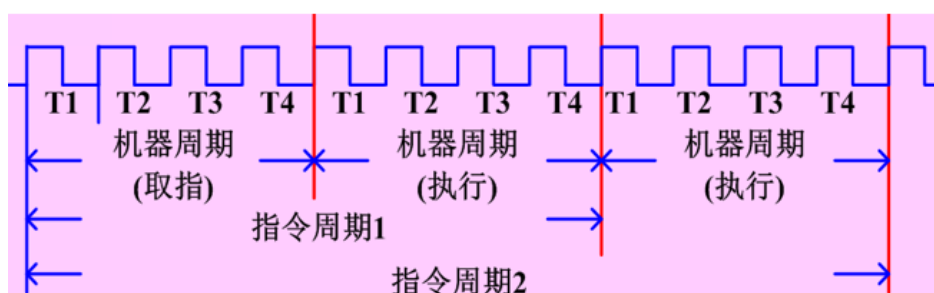 T1 T2 T3 T4 T1 T2 T3 T4 T1 T2 T3 T4
机器周期 机器周期 机器周期
(取指) (执行) (执行)
指令周期1
指令周期2